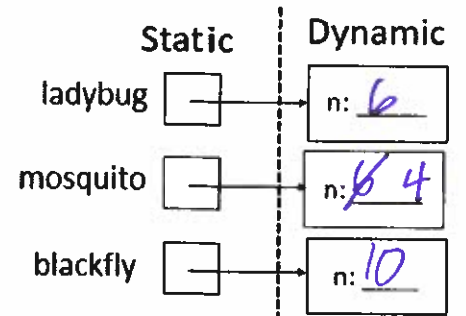 Static Dynamic
ladybug n: 6
mosquito n: 6 4
blackfly n: 10